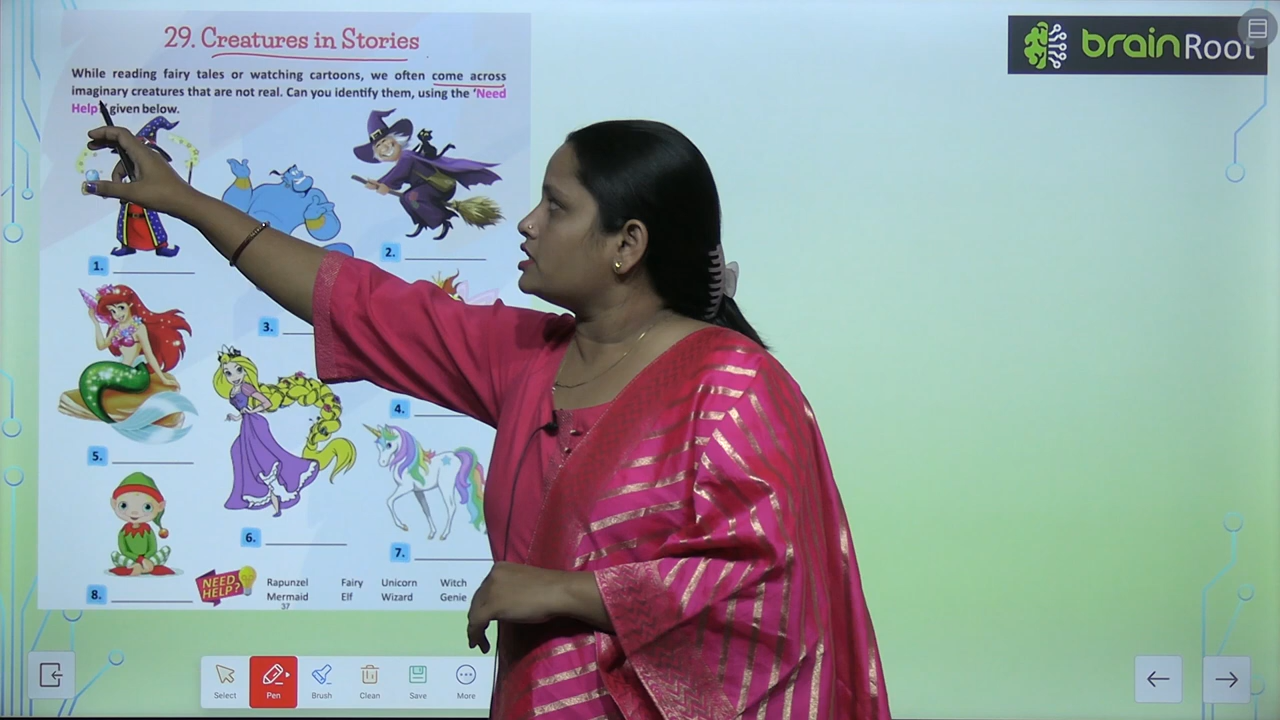 29. Creatures in Stories
While reading fairy tales or watching cartoons, we often come across
imaginary creatures that are not real. Can you identify them, using the 'Need
Help' given below.
brainRoot
1.
2.
3.
4.
5.
6.
7.
8.
NEED HELP?
Rapunzel Fairy Unicorn Witch
Mermaid Elf Wizard Genie
37
Select Pen Brush Clean Save More